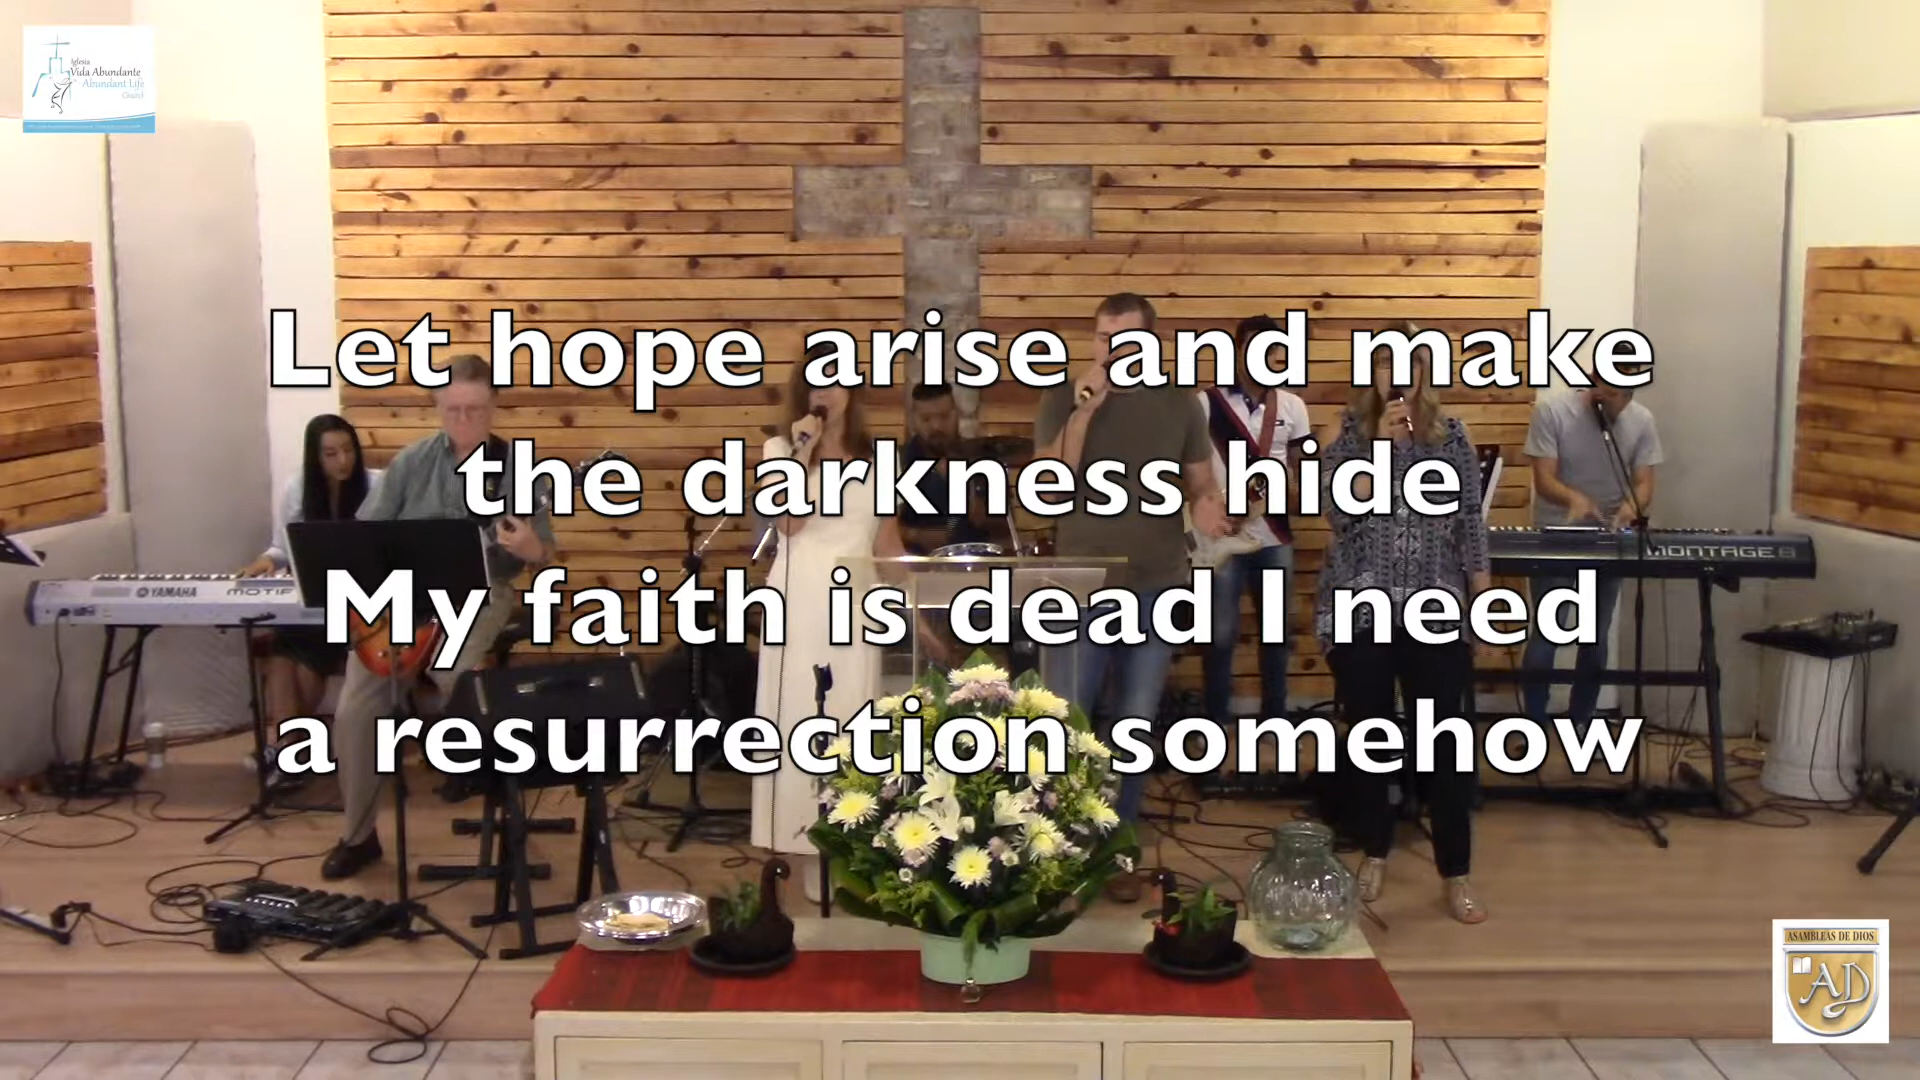 Iglesia
Vida Abundante
Abundant Life
Church
Let hope arise and make
the darkness hide
My faith is dead I need
a resurrection somehow
YAMAHA
MOTIF
MONTAGE 8
ASAMBLEAS DE DIOS
AD